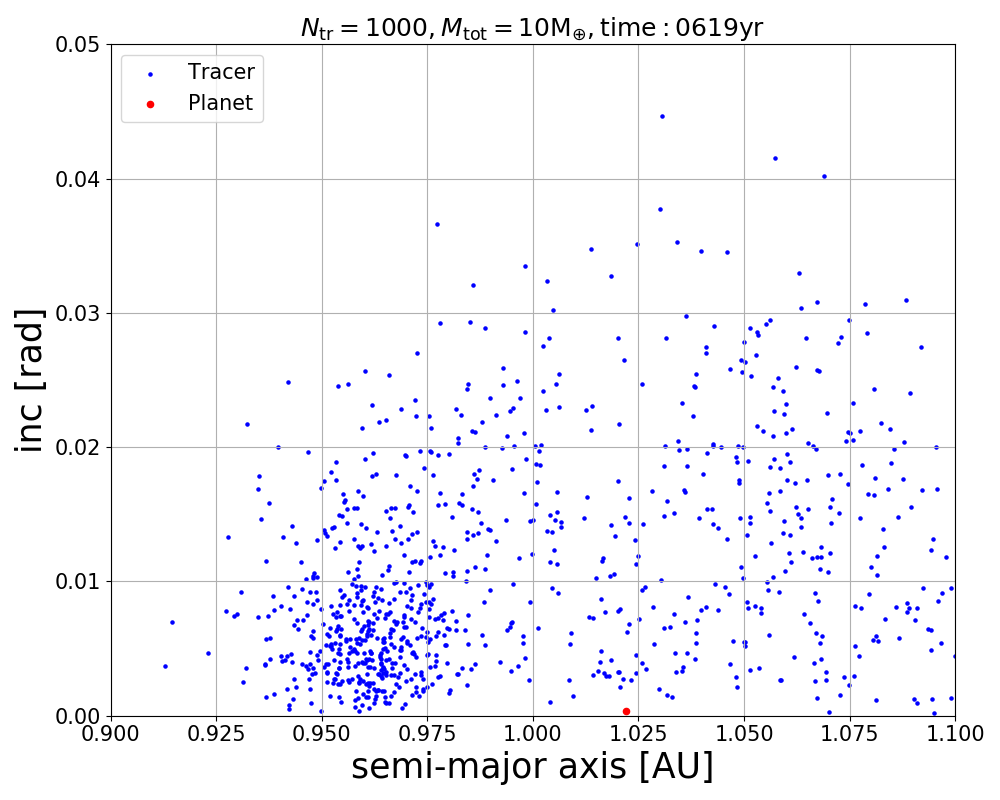 N_tr = 1000, M_tot = 10M_⊕, time : 0619yr
0.05
Tracer
Planet
0.04
0.03
inc [rad]
0.02
0.01
0.00
0.900 0.925 0.950 0.975 1.000 1.025 1.050 1.075 1.100
semi-major axis [AU]